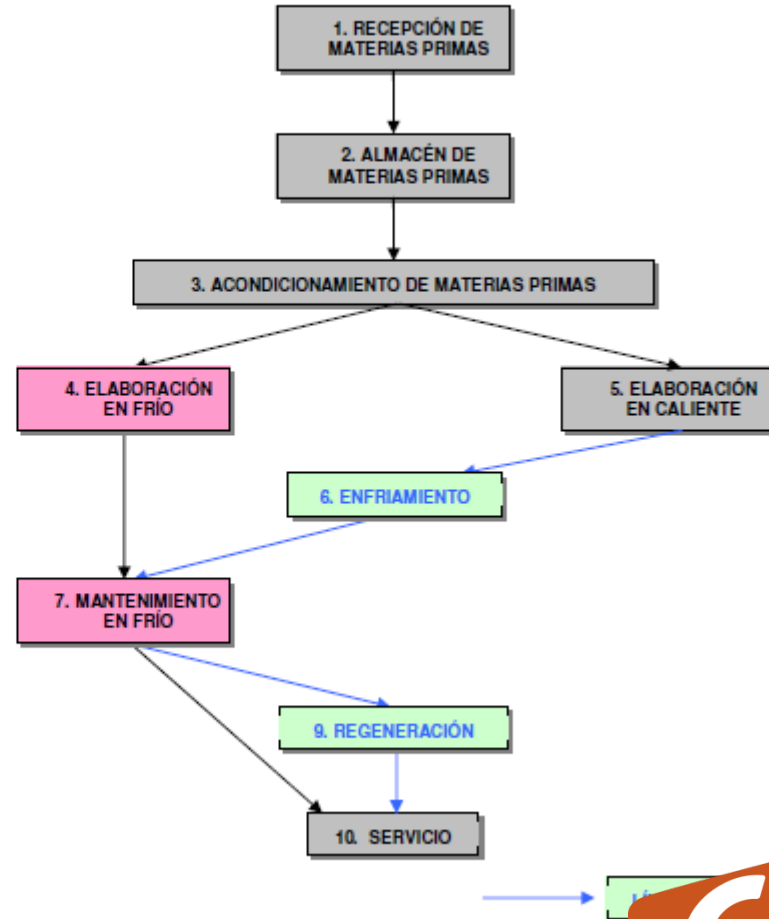 1. RECEPCIÓN DE
MATERIAS PRIMAS
2. ALMACÉN DE
MATERIAS PRIMAS
3. ACONDICIONAMIENTO DE MATERIAS PRIMAS
4. ELABORACIÓN
EN FRÍO
5. ELABORACIÓN
EN CALIENTE
6. ENFRIAMIENTO
7. MANTENIMIENTO
EN FRÍO
9. REGENERACIÓN
10. SERVICIO